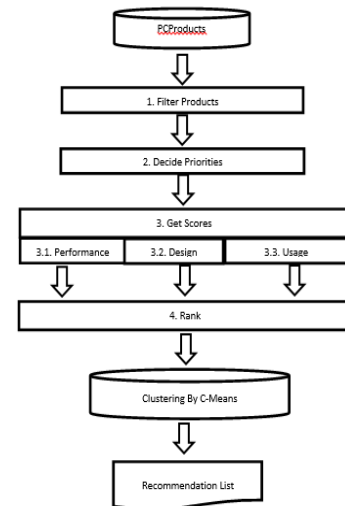 PCProducts
1. Filter Products
2. Decide Priorities
3. Get Scores
3.1. Performance
3.2. Design
3.3. Usage
4. Rank
Clustering By C-Means
Recommendation List